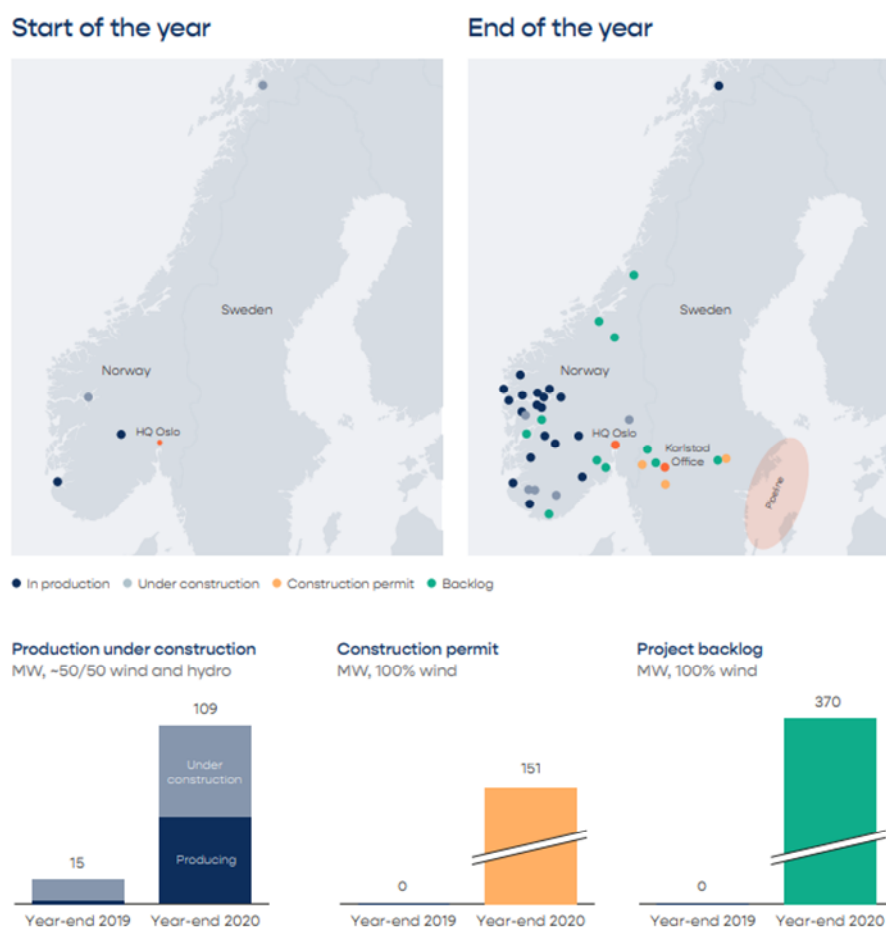 Start of the year
End of the year
Sweden
Norway
HQ Oslo
Sweden
Norway
HQ Oslo
Karlstad
Office
Pipeline
In production
Under construction
Construction permit
Backlog
Production under construction
MW, ~50/50 wind and hydro
Construction permit
MW, 100% wind
Project backlog
MW, 100% wind
109
Under
construction
Producing
15
Year-end 2019
Year-end 2020
151
0
Year-end 2019
Year-end 2020
370
0
Year-end 2019
Year-end 2020